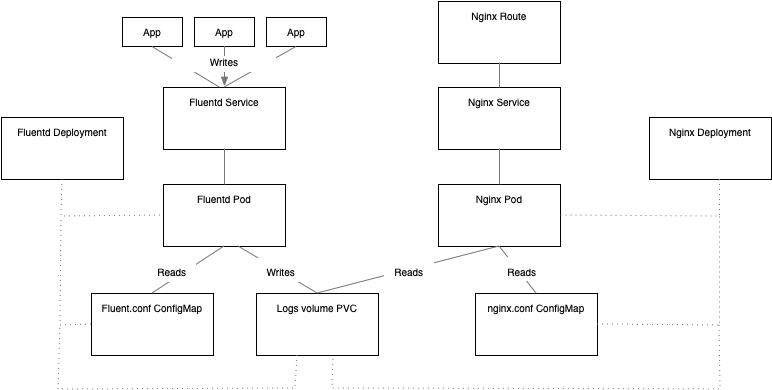 App
App
App
Nginx Route
Writes
Fluentd Service
Nginx Service
Fluentd Deployment
Nginx Deployment
Fluentd Pod
Nginx Pod
Reads
Writes
Reads
Reads
Fluent.conf ConfigMap
Logs volume PVC
nginx.conf ConfigMap